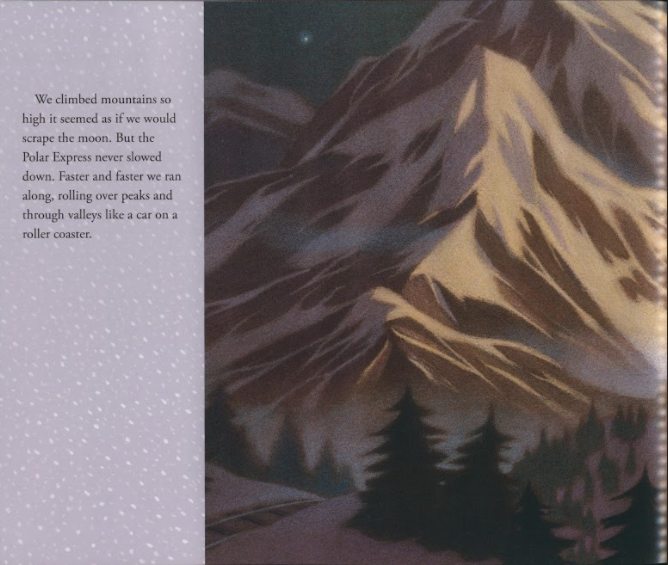 We climbed mountains so
high it seemed as if we would
scrape the moon. But the
Polar Express never slowed
down. Faster and faster we ran
along, rolling over peaks and
through valleys like a car on a
roller coaster.